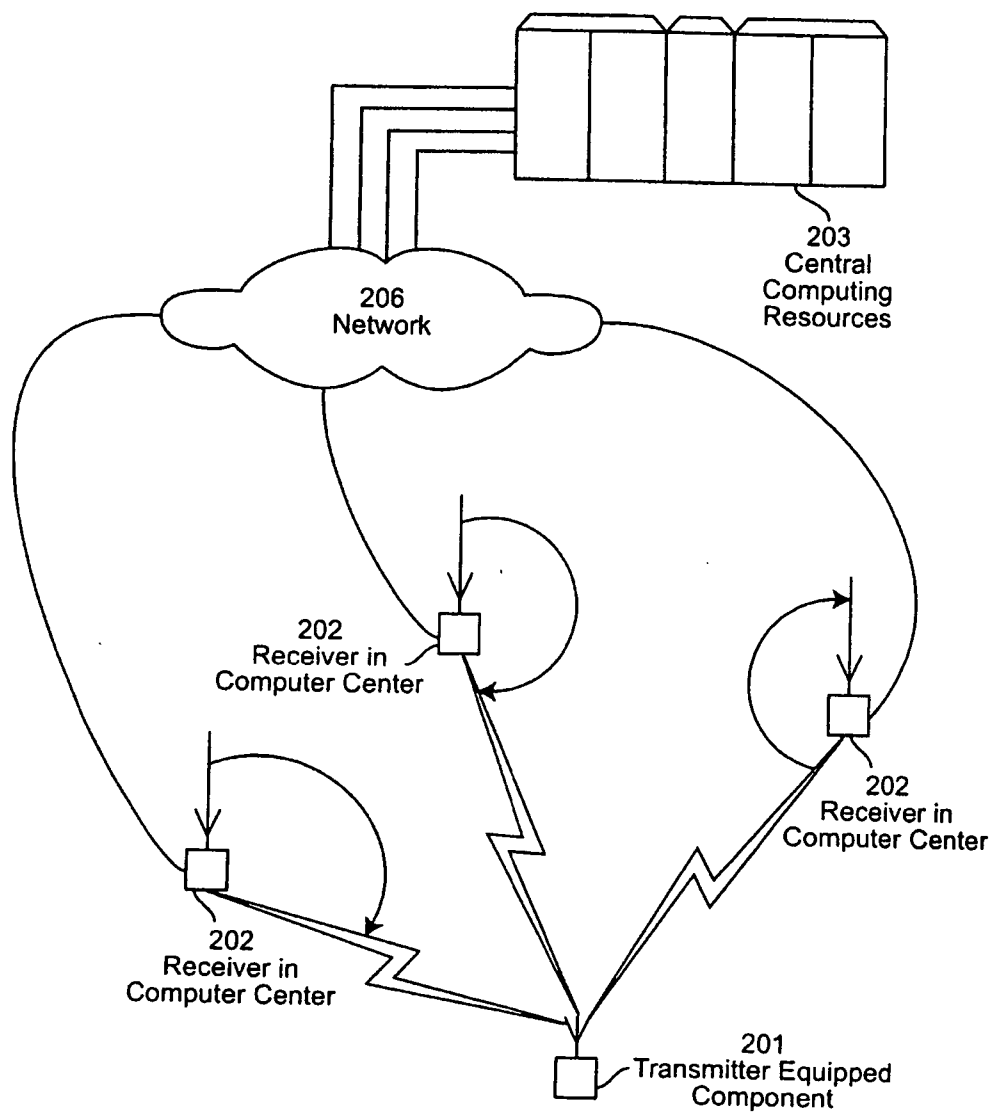 203
Central
Computing
Resources
206
Network
202
Receiver in
Computer Center
202
Receiver in
Computer Center
202
Receiver in
Computer Center
201
Transmitter Equipped
Component